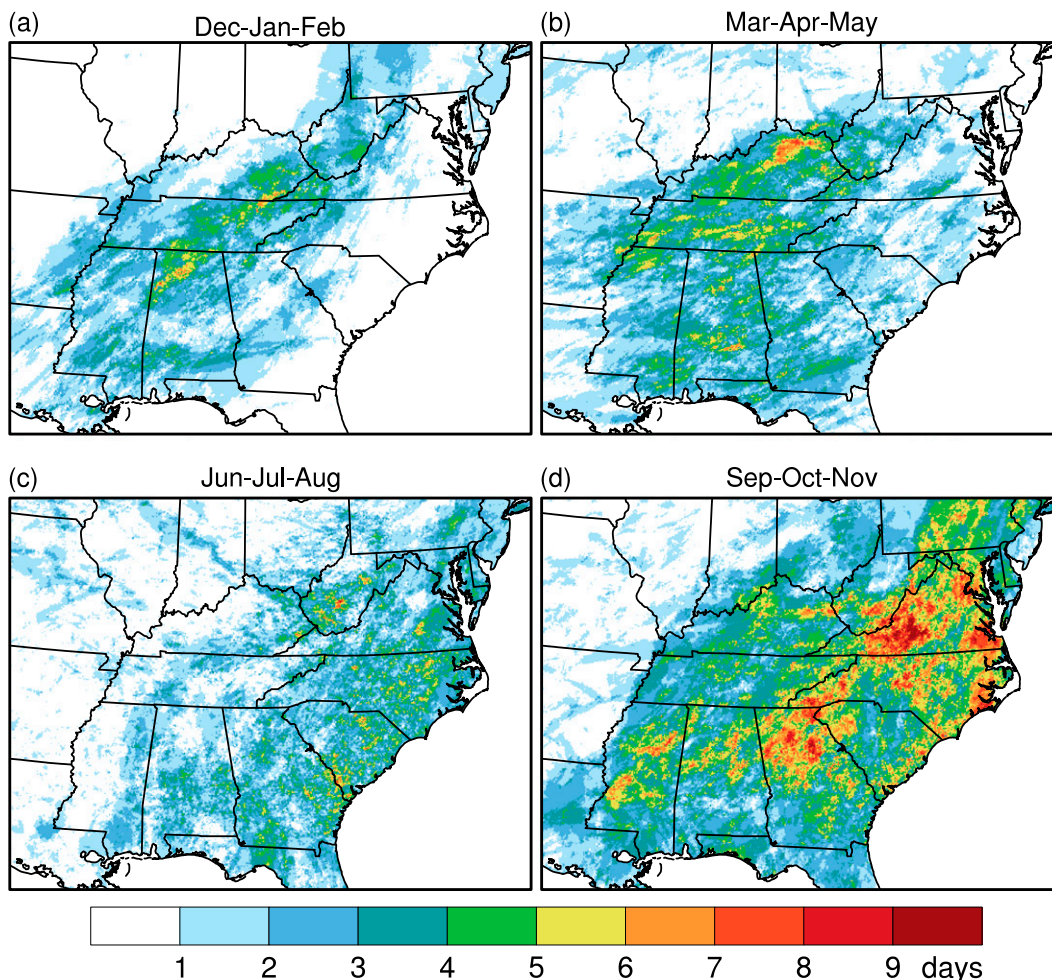 (a) Dec-Jan-Feb
(b) Mar-Apr-May
(c) Jun-Jul-Aug
(d) Sep-Oct-Nov
1 2 3 4 5 6 7 8 9 days